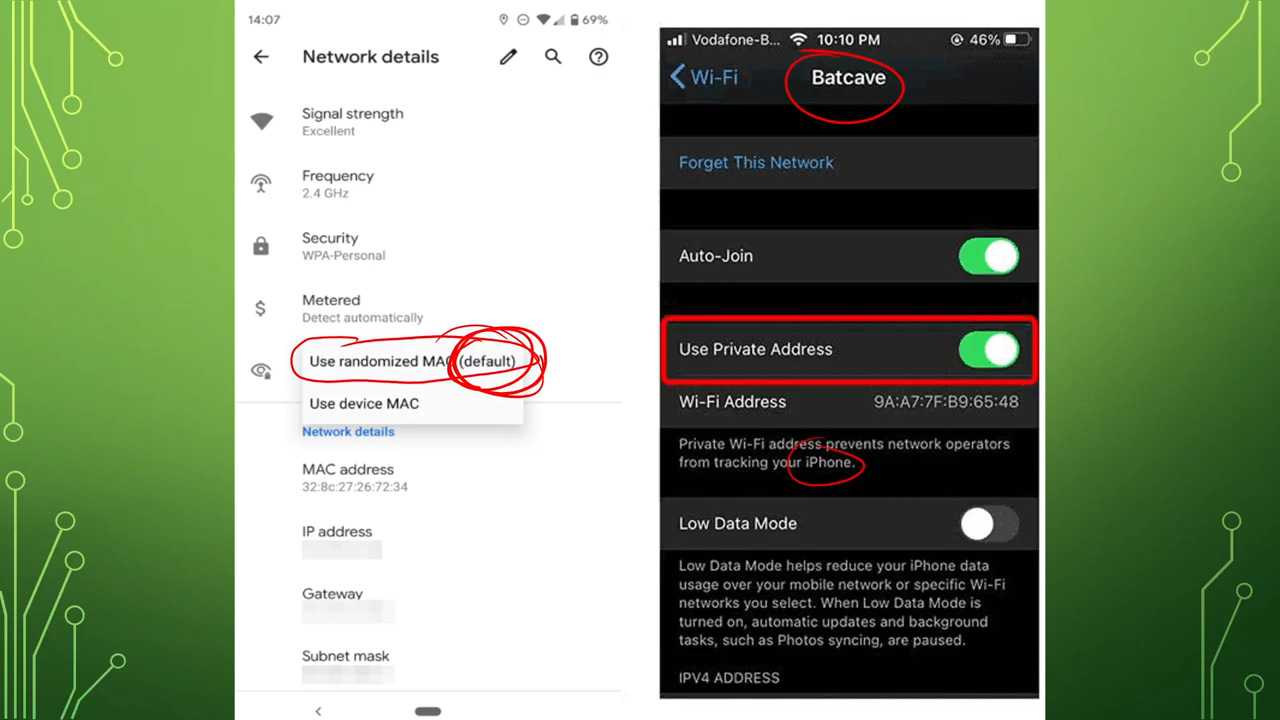 14:07
69%
Network details
Signal strength
Excellent
Frequency
2.4 GHz
Security
WPA-Personal
Metered
Detect automatically
Use randomized MAC (default)
Use device MAC
Network details
MAC address
32:8c:27:26:72:34
IP address
Gateway
Subnet mask
Vodafone-B...
10:10 PM
46%
Wi-Fi
Batcave
Forget This Network
Auto-Join
Use Private Address
Wi-Fi Address
9A:A7:7F:B9:65:48
Private Wi-Fi address prevents network operators
from tracking your iPhone.
Low Data Mode
Low Data Mode helps reduce your iPhone data
usage over your mobile network or specific Wi-Fi
networks you select. When Low Data Mode is
turned on, automatic updates and background
tasks, such as Photos syncing, are paused.
IPV4 ADDRESS